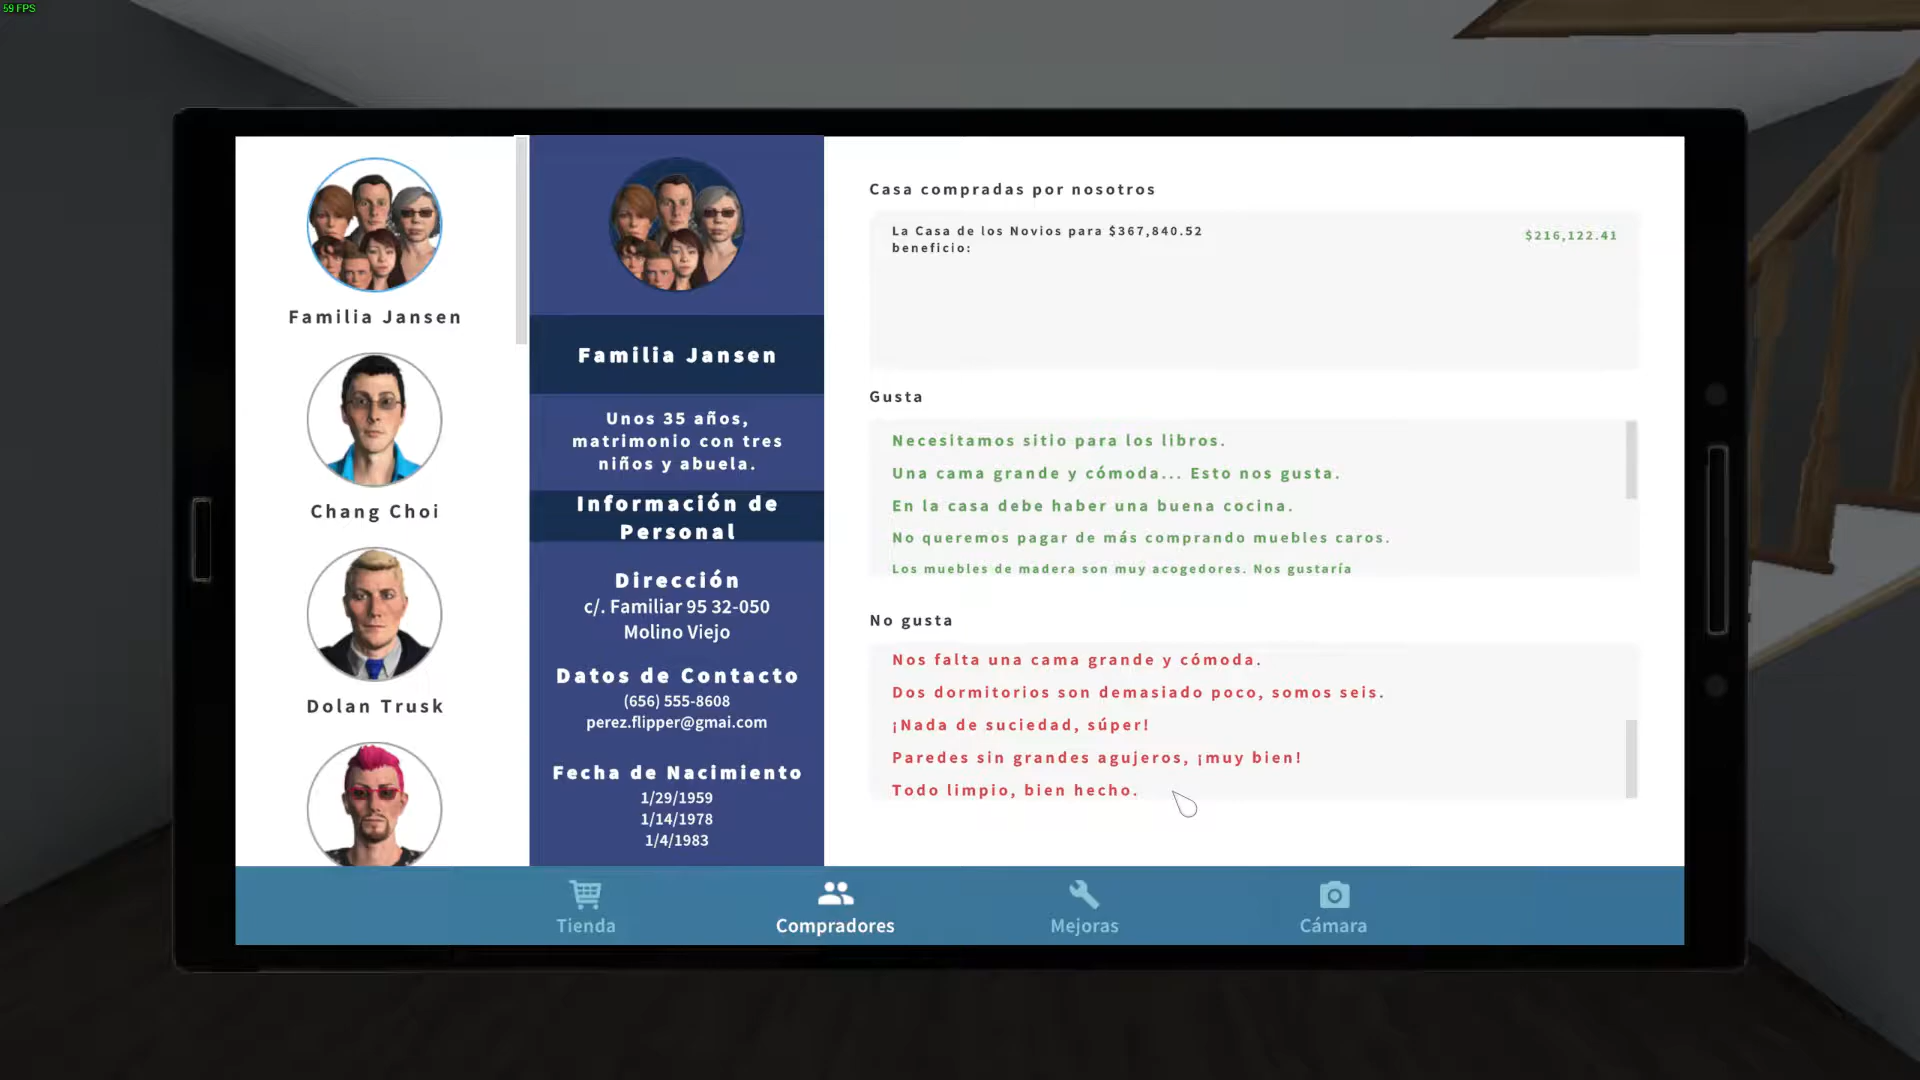 59 FPS
Familia Jansen
Chang Choi
Dolan Trusk
Familia Jansen
Unos 35 años,
matrimonio con tres
niños y abuela.
Información de
Personal
Dirección
c/. Familiar 95 32-050
Molino Viejo
Datos de Contacto
(656) 555-8608
perez.flipper@gmai.com
Fecha de Nacimiento
1/29/1959
1/14/1978
1/4/1983
Casa compradas por nosotros
La Casa de los Novios para $367,840.52
beneficio:
$216,122.41
Gusta
Necesitamos sitio para los libros.
Una cama grande y cómoda... Esto nos gusta.
En la casa debe haber una buena cocina.
No queremos pagar de más comprando muebles caros.
Los muebles de madera son muy acogedores. Nos gustaría
No gusta
Nos falta una cama grande y cómoda.
Dos dormitorios son demasiado poco, somos seis.
¡Nada de suciedad, súper!
Paredes sin grandes agujeros, ¡muy bien!
Todo limpio, bien hecho.
Tienda
Compradores
Mejoras
Cámara